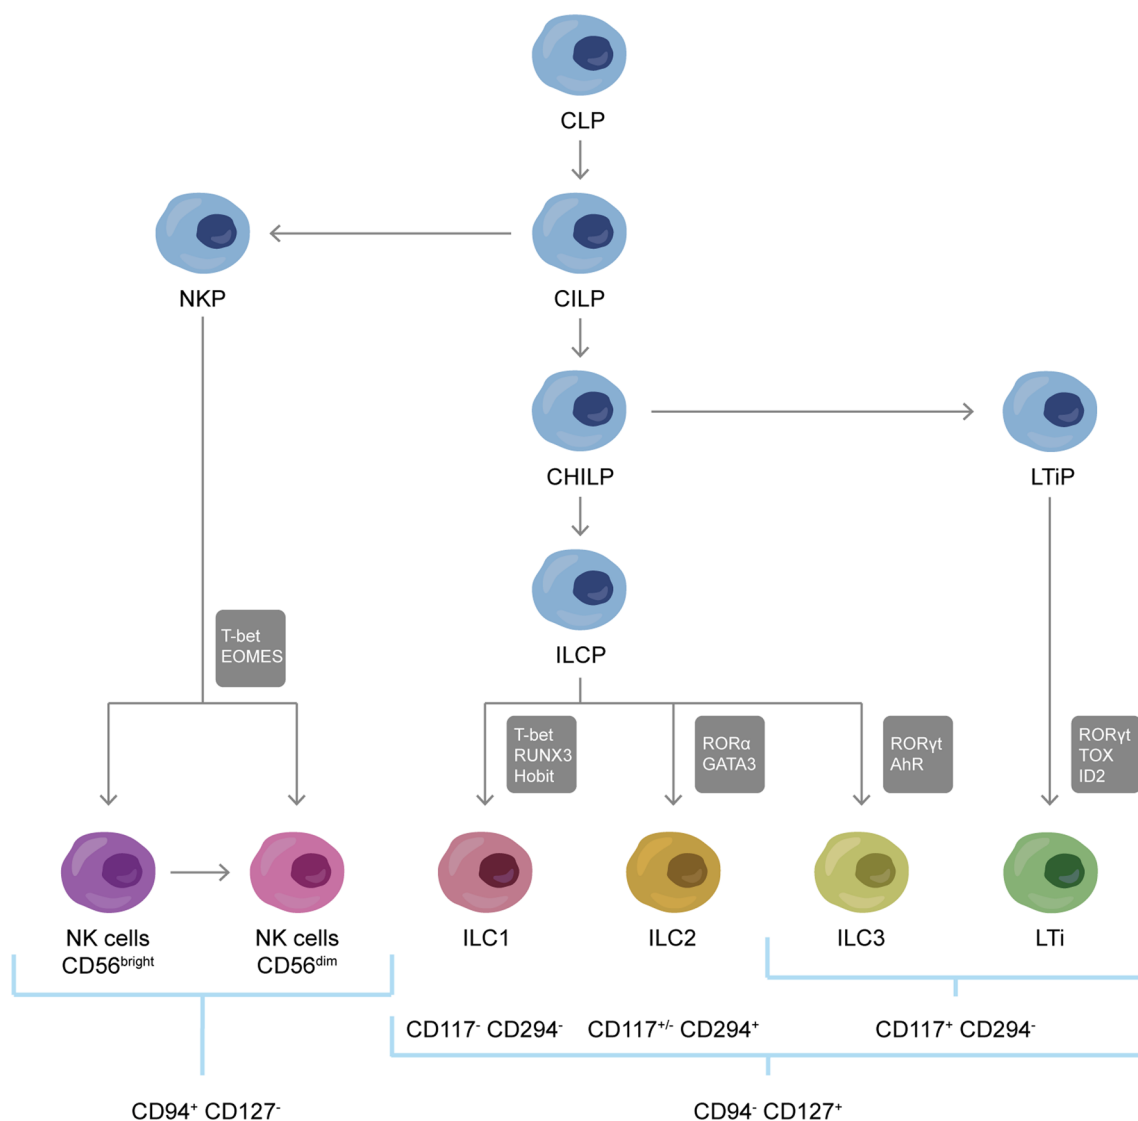 CLP
NKP
CILP
CHILP
LTiP
ILCP
T-bet
EOMES
T-bet
RUNX3
Hobit
RORα
GATA3
RORγt
AhR
RORγt
TOX
ID2
NK cells
CD56bright
NK cells
CD56dim
ILC1
ILC2
ILC3
LTi
CD117- CD294-
CD117+/- CD294+
CD117+ CD294-
CD94+ CD127-
CD94- CD127+